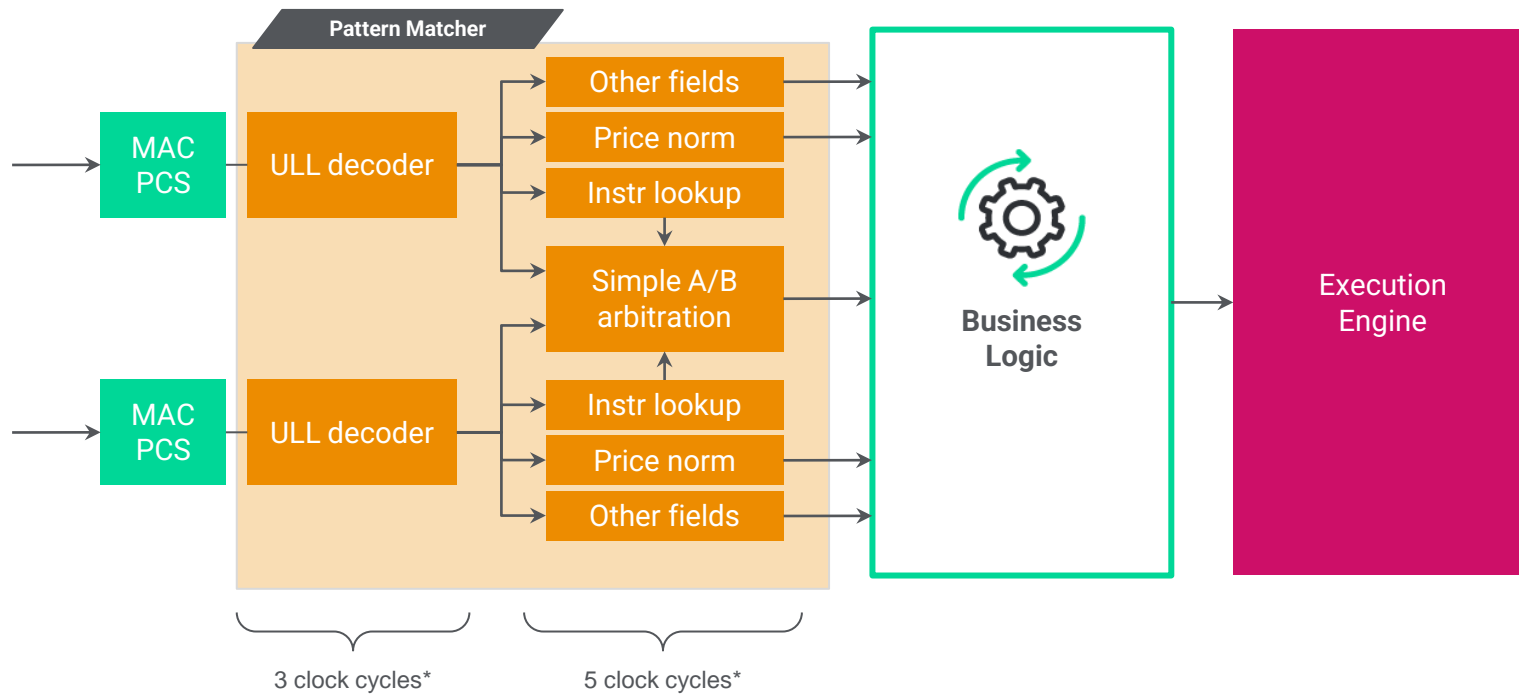 Pattern Matcher
MAC
PCS
ULL decoder
Other fields
Price norm
Instr lookup
Simple A/B
arbitration
MAC
PCS
ULL decoder
Instr lookup
Price norm
Other fields
Business
Logic
Execution
Engine
3 clock cycles*
5 clock cycles*